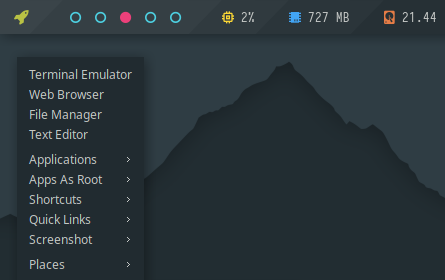 2% 727 MB 21.44
Terminal Emulator
Web Browser
File Manager
Text Editor
Applications
Apps As Root
Shortcuts
Quick Links
Screenshot
Places